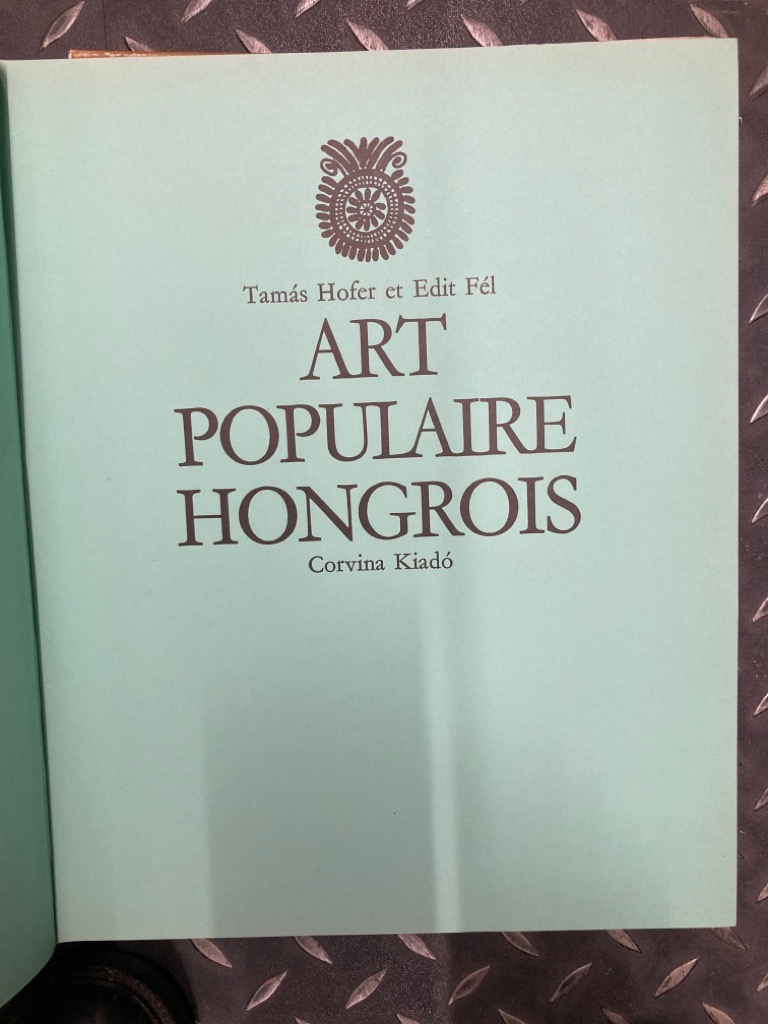 Tamás Hofer et Edit Fél
ART
POPULAIRE
HONGROIS
Corvina Kiadó